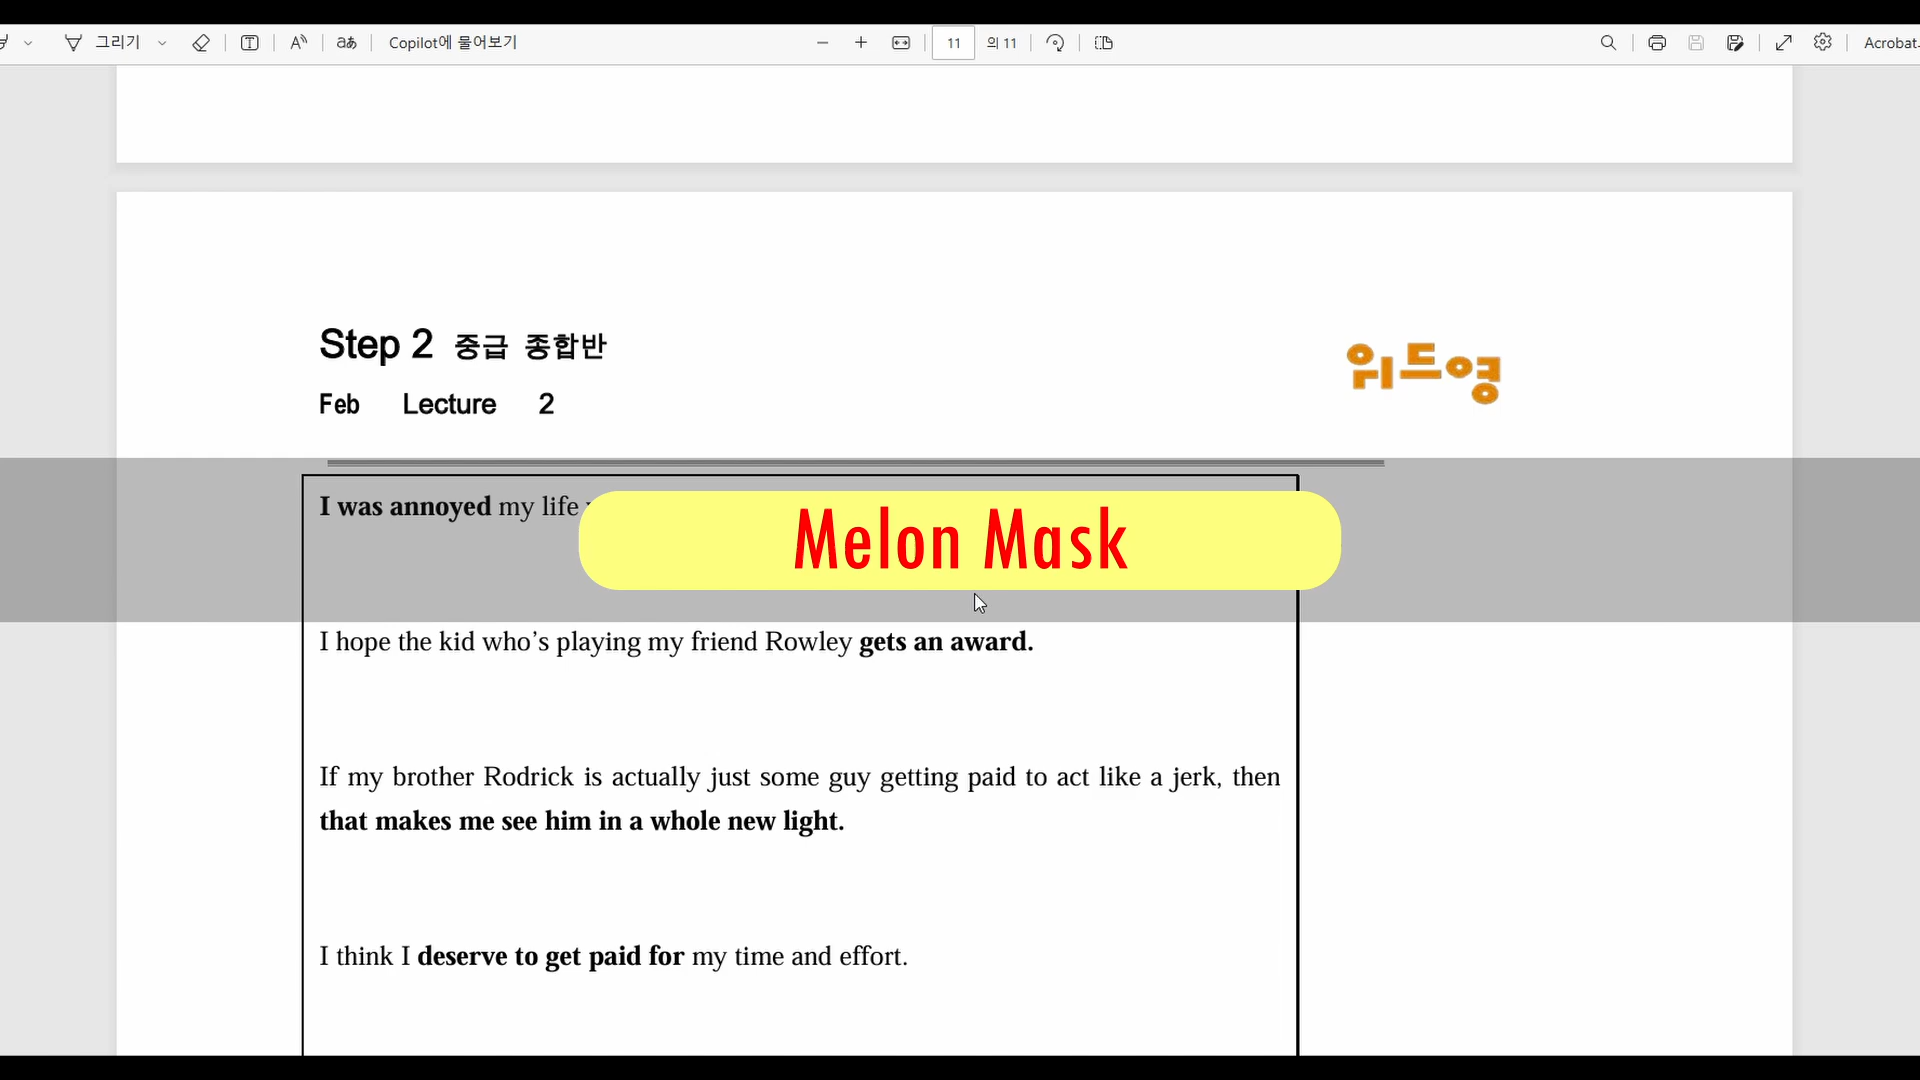 그리기 A aあ Copilot에 물어보기 11 의 11 Acrobat
Step 2 중급 종합반
위드영
Feb Lecture 2
I was annoyed my life
Melon Mask
I hope the kid who’s playing my friend Rowley gets an award.
If my brother Rodrick is actually just some guy getting paid to act like a jerk, then
that makes me see him in a whole new light.
I think I deserve to get paid for my time and effort.